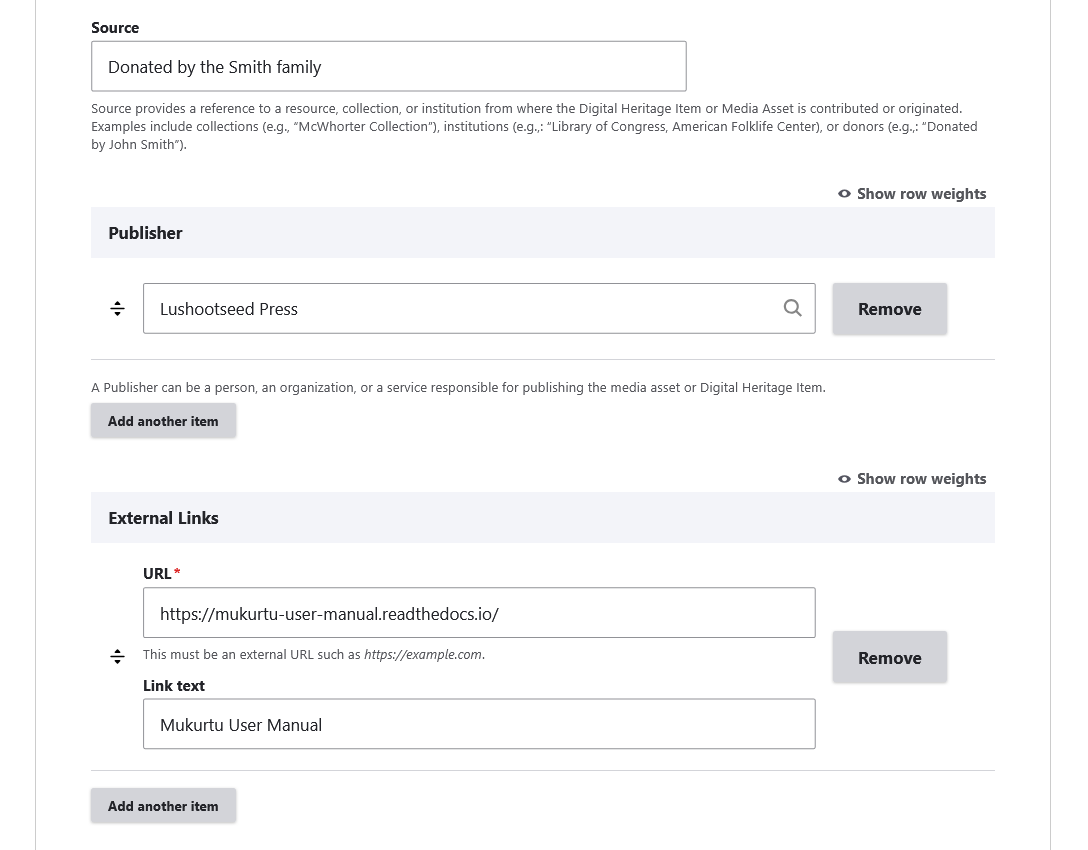 Source
Donated by the Smith family
Source provides a reference to a resource, collection, or institution from where the Digital Heritage Item or Media Asset is contributed or originated.
Examples include collections (e.g., “McWhorter Collection”), institutions (e.g.,: “Library of Congress, American Folklife Center), or donors (e.g.,: “Donated
by John Smith”).
Show row weights
Publisher
Lushootseed Press
Remove
A Publisher can be a person, an organization, or a service responsible for publishing the media asset or Digital Heritage Item.
Add another item
Show row weights
External Links
URL*
https://mukurtu-user-manual.readthedocs.io/
This must be an external URL such as https://example.com.
Remove
Link text
Mukurtu User Manual
Add another item